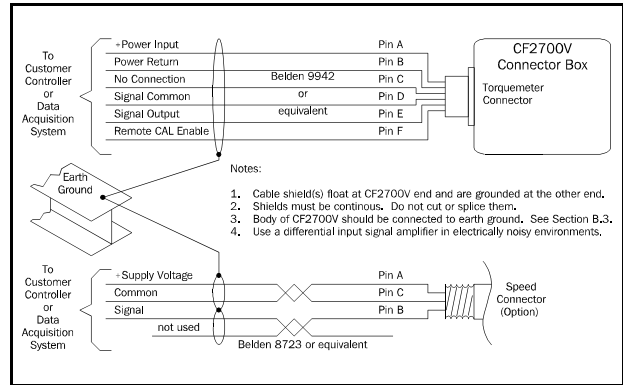 To
Customer
Controller
or
Data
Acquisition
System
+Power Input
Power Return
No Connection
Signal Common
Signal Output
Remote CAL Enable
Belden 9942
or
equivalent
Pin A
Pin B
Pin C
Pin D
Pin E
Pin F
CF2700V
Connector Box
Torquemeter
Connector
Earth
Ground
Notes:
1. Cable shield(s) float at CF2700V end and are grounded at the other end.
2. Shields must be continous. Do not cut or splice them.
3. Body of CF2700V should be connected to earth ground. See Section B.3.
4. Use a differential input signal amplifier in electrically noisy environments.
To
Customer
Controller
or
Data
Acquisition
System
+Supply Voltage
Common
Signal
not used
Pin A
Pin C
Pin B
Belden 8723 or equivalent
Speed
Connector
(Option)